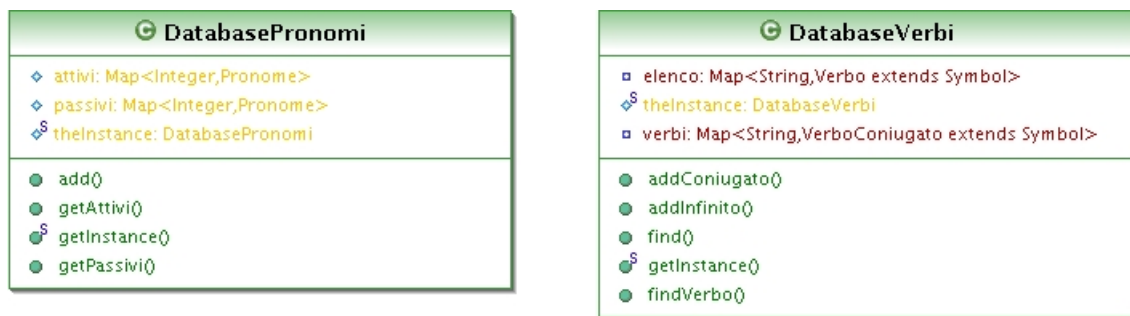 DatabasePronomi
attivi: Map<Integer,Pronome>
passivi: Map<Integer,Pronome>
S theInstance: DatabasePronomi
add()
getAttivi()
S getInstance()
getPassivi()
DatabaseVerbi
elenco: Map<String,Verbo extends Symbol>
S theInstance: DatabaseVerbi
verbi: Map<String,VerboConiugato extends Symbol>
addConiugato()
addInfinito()
find()
S getInstance()
findVerbo()